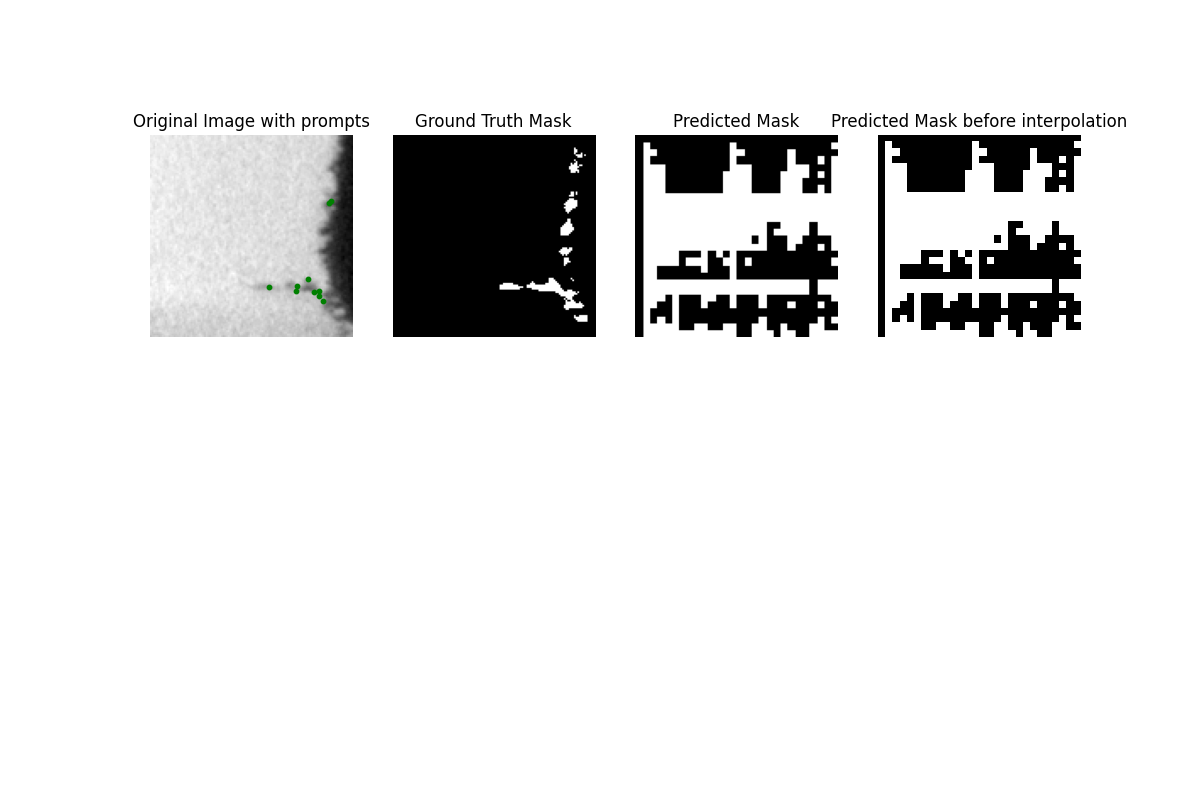 Original Image with prompts
Ground Truth Mask
Predicted Mask
Predicted Mask before interpolation